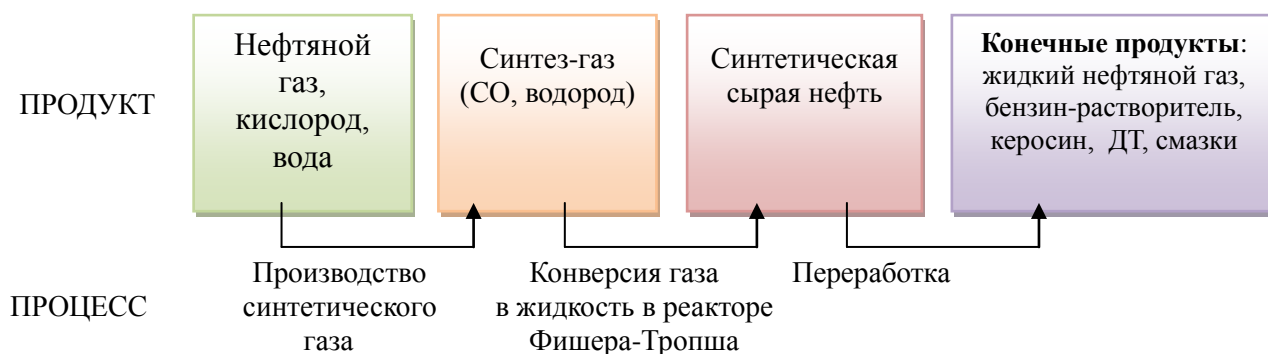 ПРОДУКТ
Нефтяной
газ,
кислород,
вода
Синтез-газ
(СО, водород)
Синтетическая
сырая нефть
Конечные продукты:
жидкий нефтяной газ,
бензин-растворитель,
керосин, ДТ, смазки
ПРОЦЕСС
Производство
синтетического
газа
Конверсия газа
в жидкость в реакторе
Фишера-Тропша
Переработка